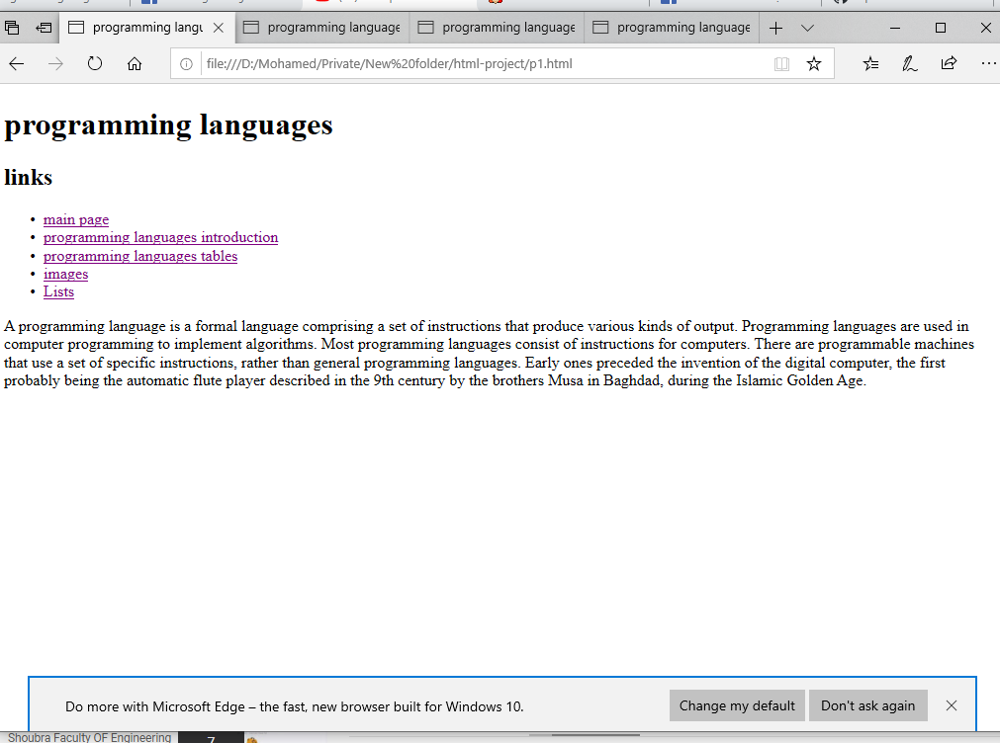 programming langu
programming language
programming language
programming language
file:///D:/Mohamed/Private/New%20folder/html-project/p1.html
programming languages
links
• main page
• programming languages introduction
• programming languages tables
• images
• Lists
A programming language is a formal language comprising a set of instructions that produce various kinds of output. Programming languages are used in
computer programming to implement algorithms. Most programming languages consist of instructions for computers. There are programmable machines
that use a set of specific instructions, rather than general programming languages. Early ones preceded the invention of the digital computer, the first
probably being the automatic flute player described in the 9th century by the brothers Musa in Baghdad, during the Islamic Golden Age.
Do more with Microsoft Edge – the fast, new browser built for Windows 10.
Change my default
Don't ask again
Shoubra Faculty OF Engineering
7